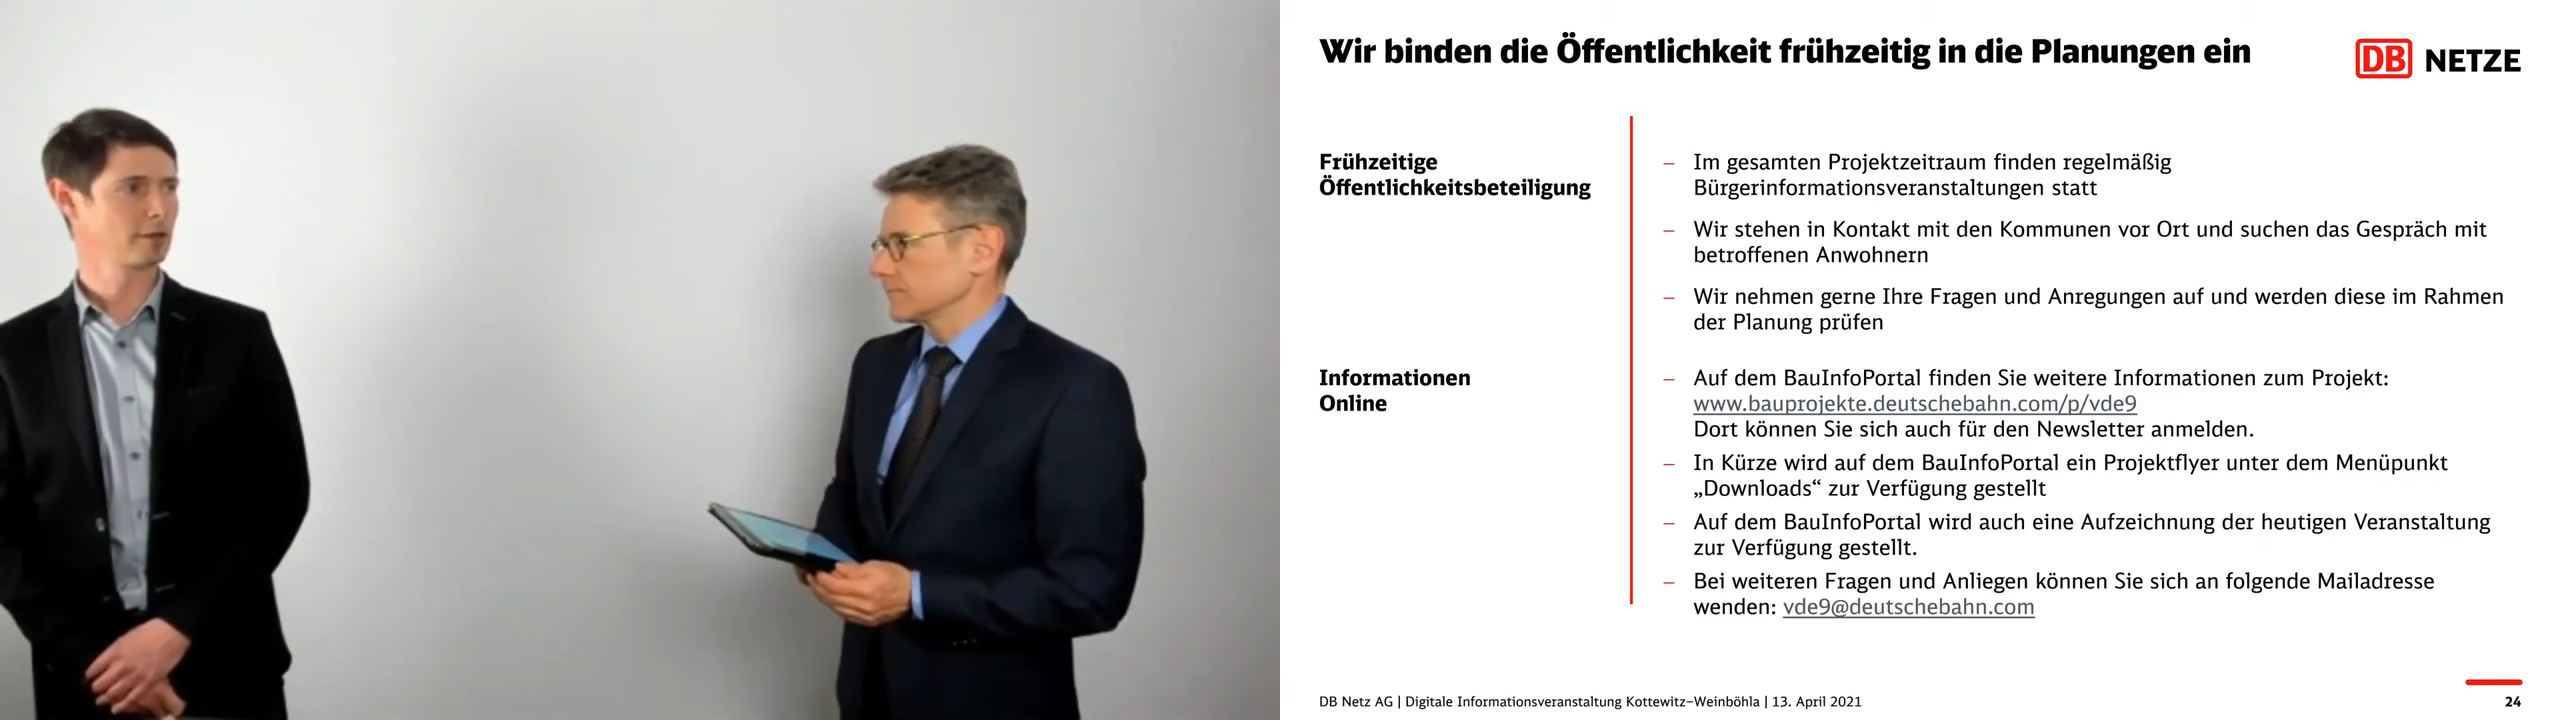 Wir binden die Öffentlichkeit frühzeitig in die Planungen ein
DB NETZE
Frühzeitige
Öffentlichkeitsbeteiligung
– Im gesamten Projektzeitraum finden regelmäßig
Bürgerinformationsveranstaltungen statt
– Wir stehen in Kontakt mit den Kommunen vor Ort und suchen das Gespräch mit
betroffenen Anwohnern
– Wir nehmen gerne Ihre Fragen und Anregungen auf und werden diese im Rahmen
der Planung prüfen
Informationen
Online
– Auf dem BauInfoPortal finden Sie weitere Informationen zum Projekt:
www.bauprojekte.deutschebahn.com/p/vde9
Dort können Sie sich auch für den Newsletter anmelden.
– In Kürze wird auf dem BauInfoPortal ein Projektflyer unter dem Menüpunkt
„Downloads“ zur Verfügung gestellt
– Auf dem BauInfoPortal wird auch eine Aufzeichnung der heutigen Veranstaltung
zur Verfügung gestellt.
– Bei weiteren Fragen und Anliegen können Sie sich an folgende Mailadresse
wenden: vde9@deutschebahn.com
DB Netz AG | Digitale Informationsveranstaltung Kottewitz–Weinböhla | 13. April 2021
24